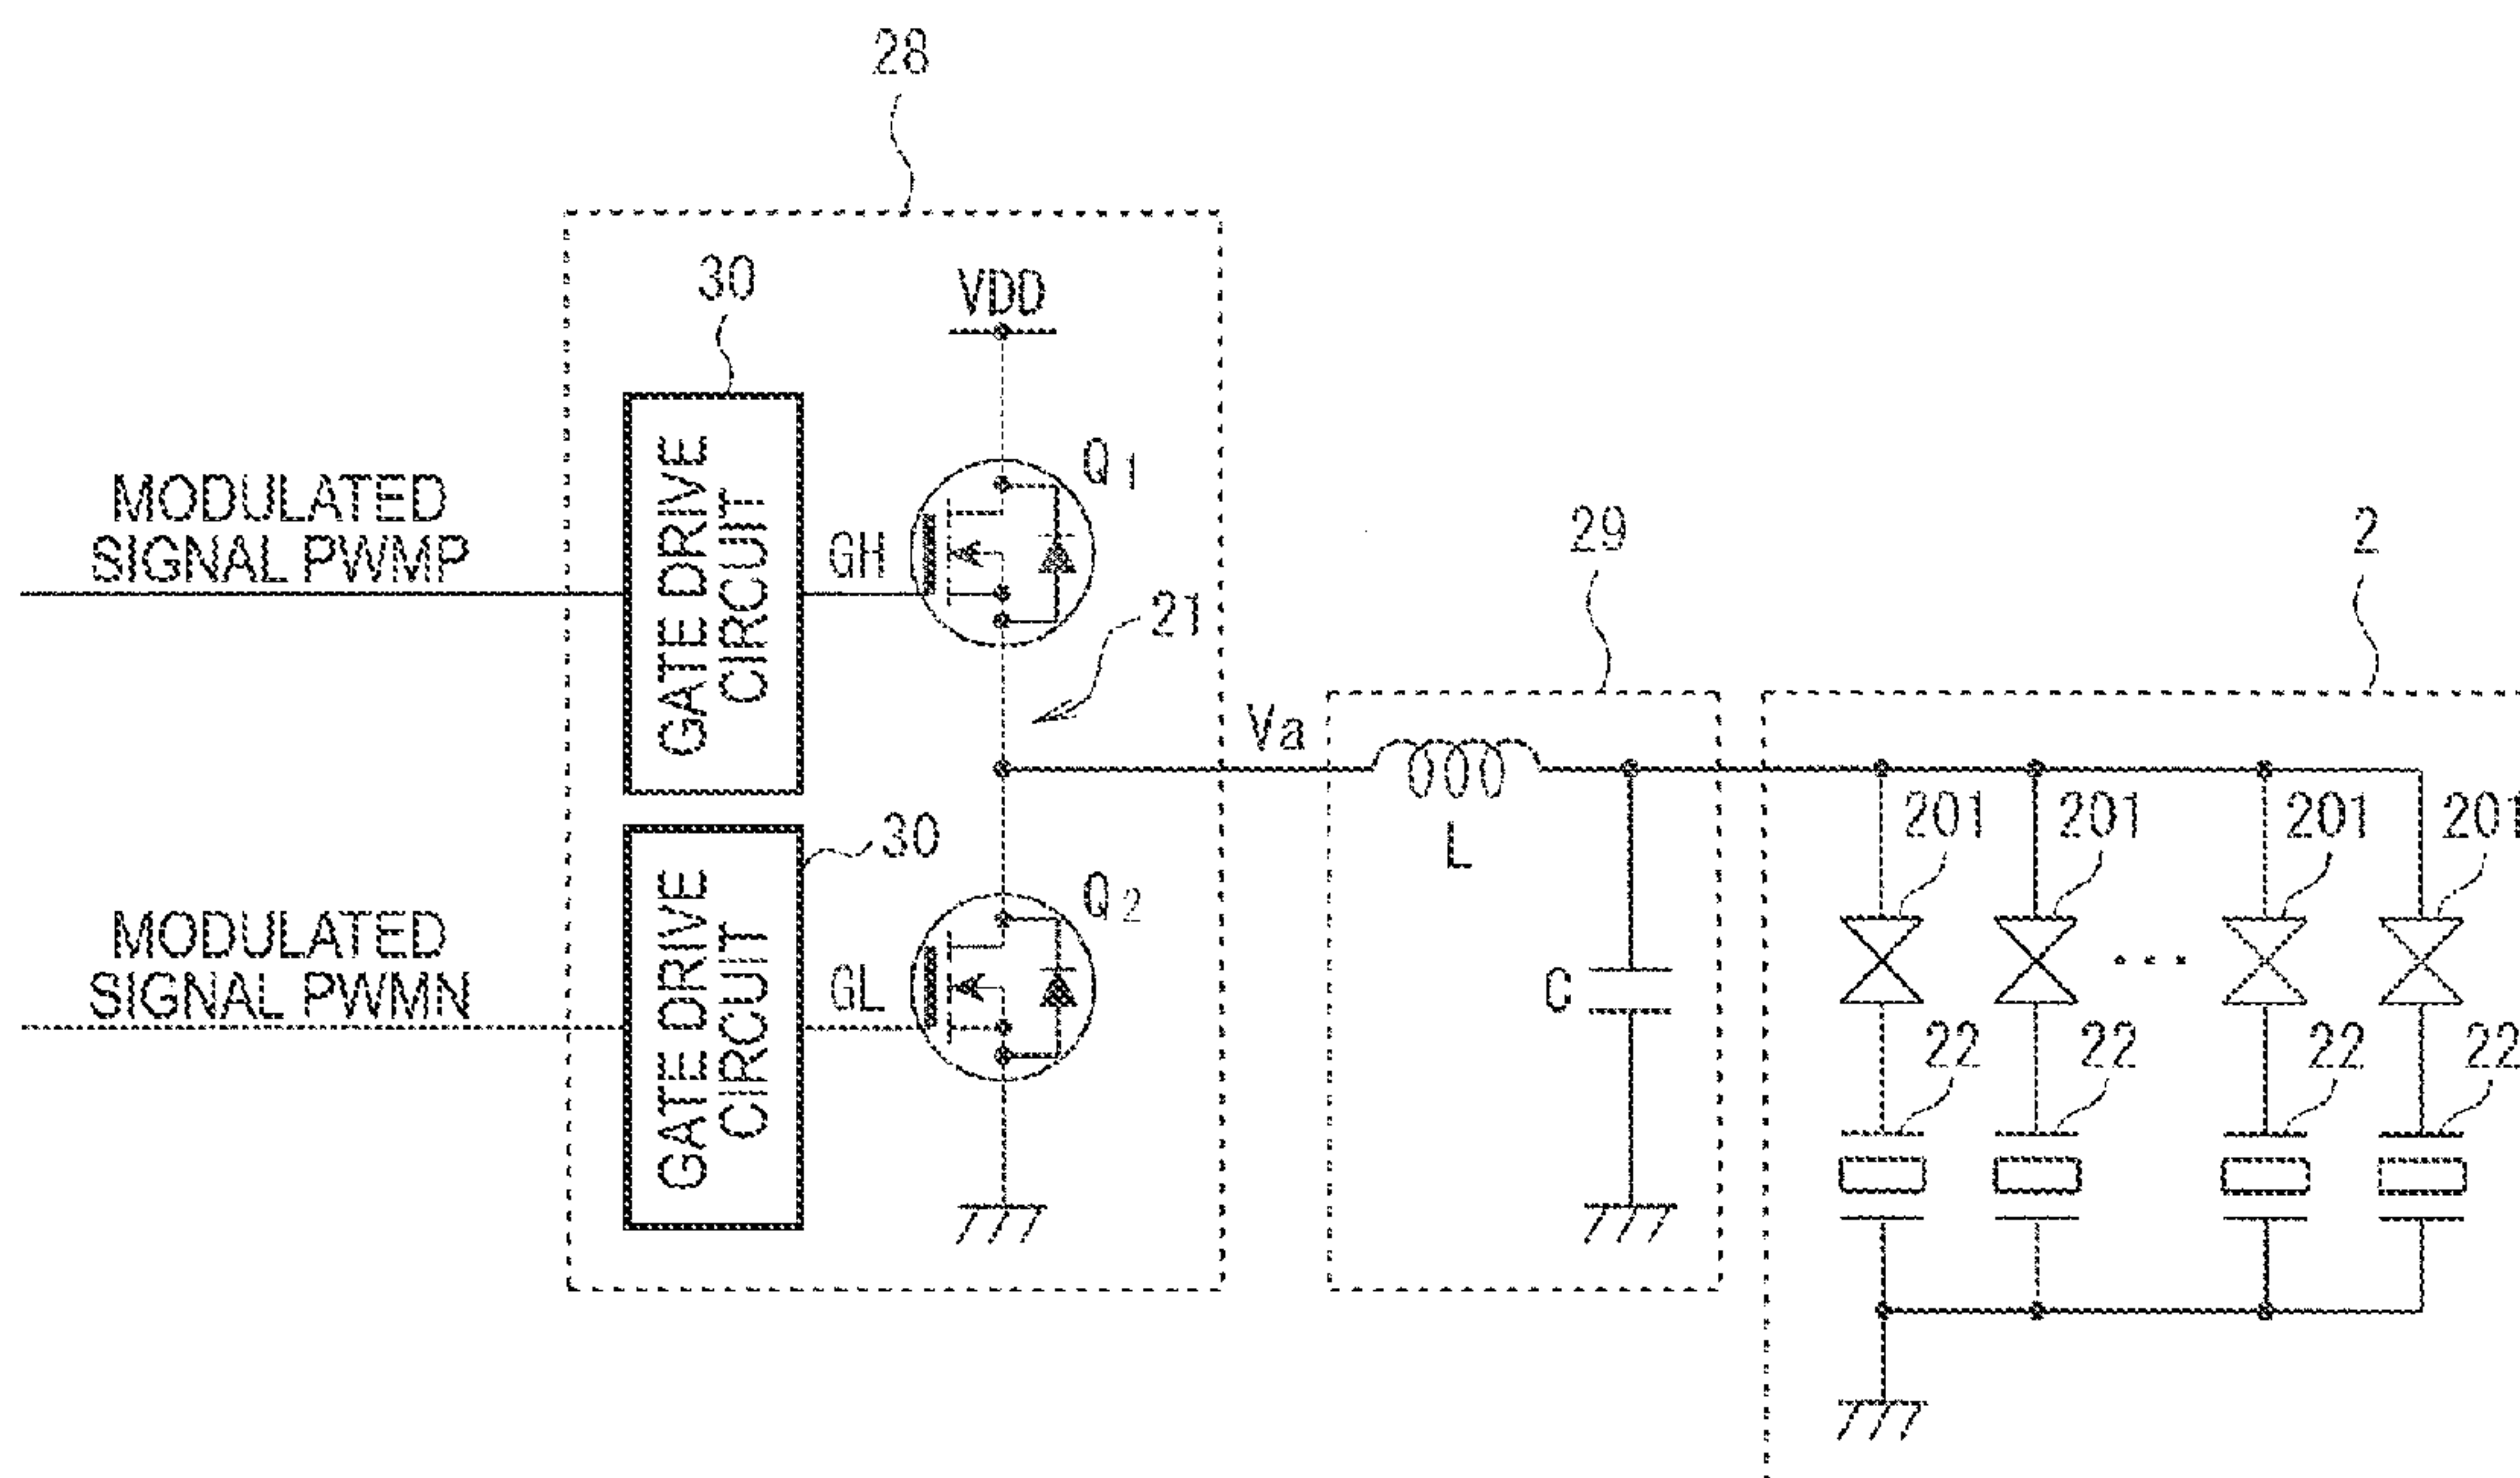 28
30
VDD
Q1
MODULATED
SIGNAL PWMP
GATE DRIVE
CIRCUIT
GH
21
29
2
Va
L
30
Q2
MODULATED
SIGNAL PWMN
GATE DRIVE
CIRCUIT
GL
C
201
201
201
201
...
22
22
22
22